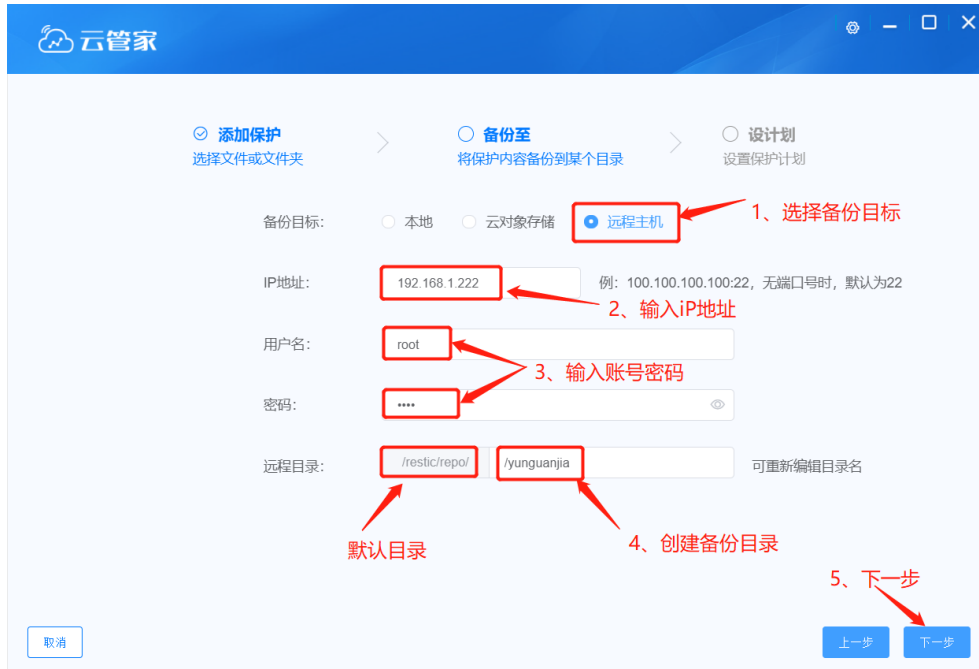 云管家
添加保护
选择文件或文件夹
备份至
将保护内容备份到某个目录
设计划
设置保护计划
备份目标:
本地
云对象存储
远程主机
1、选择备份目标
IP地址:
192.168.1.222
例: 100.100.100.100:22，无端口号时，默认为22
2、输入iP地址
用户名:
root
3、输入账号密码
密码:
••••
远程目录:
/restic/repo/
/yunguanjia
可重新编辑目录名
默认目录
4、创建备份目录
5、下一步
取消
上一步
下一步